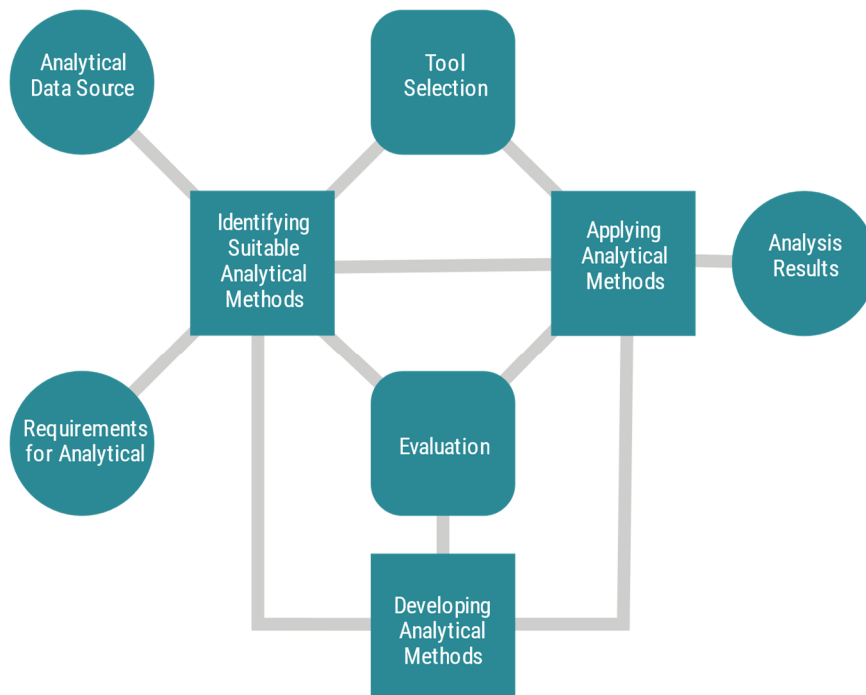 Analytical
Data Source
Tool
Selection
Identifying
Suitable
Analytical
Methods
Applying
Analytical
Methods
Analysis
Results
Requirements
for Analytical
Evaluation
Developing
Analytical
Methods